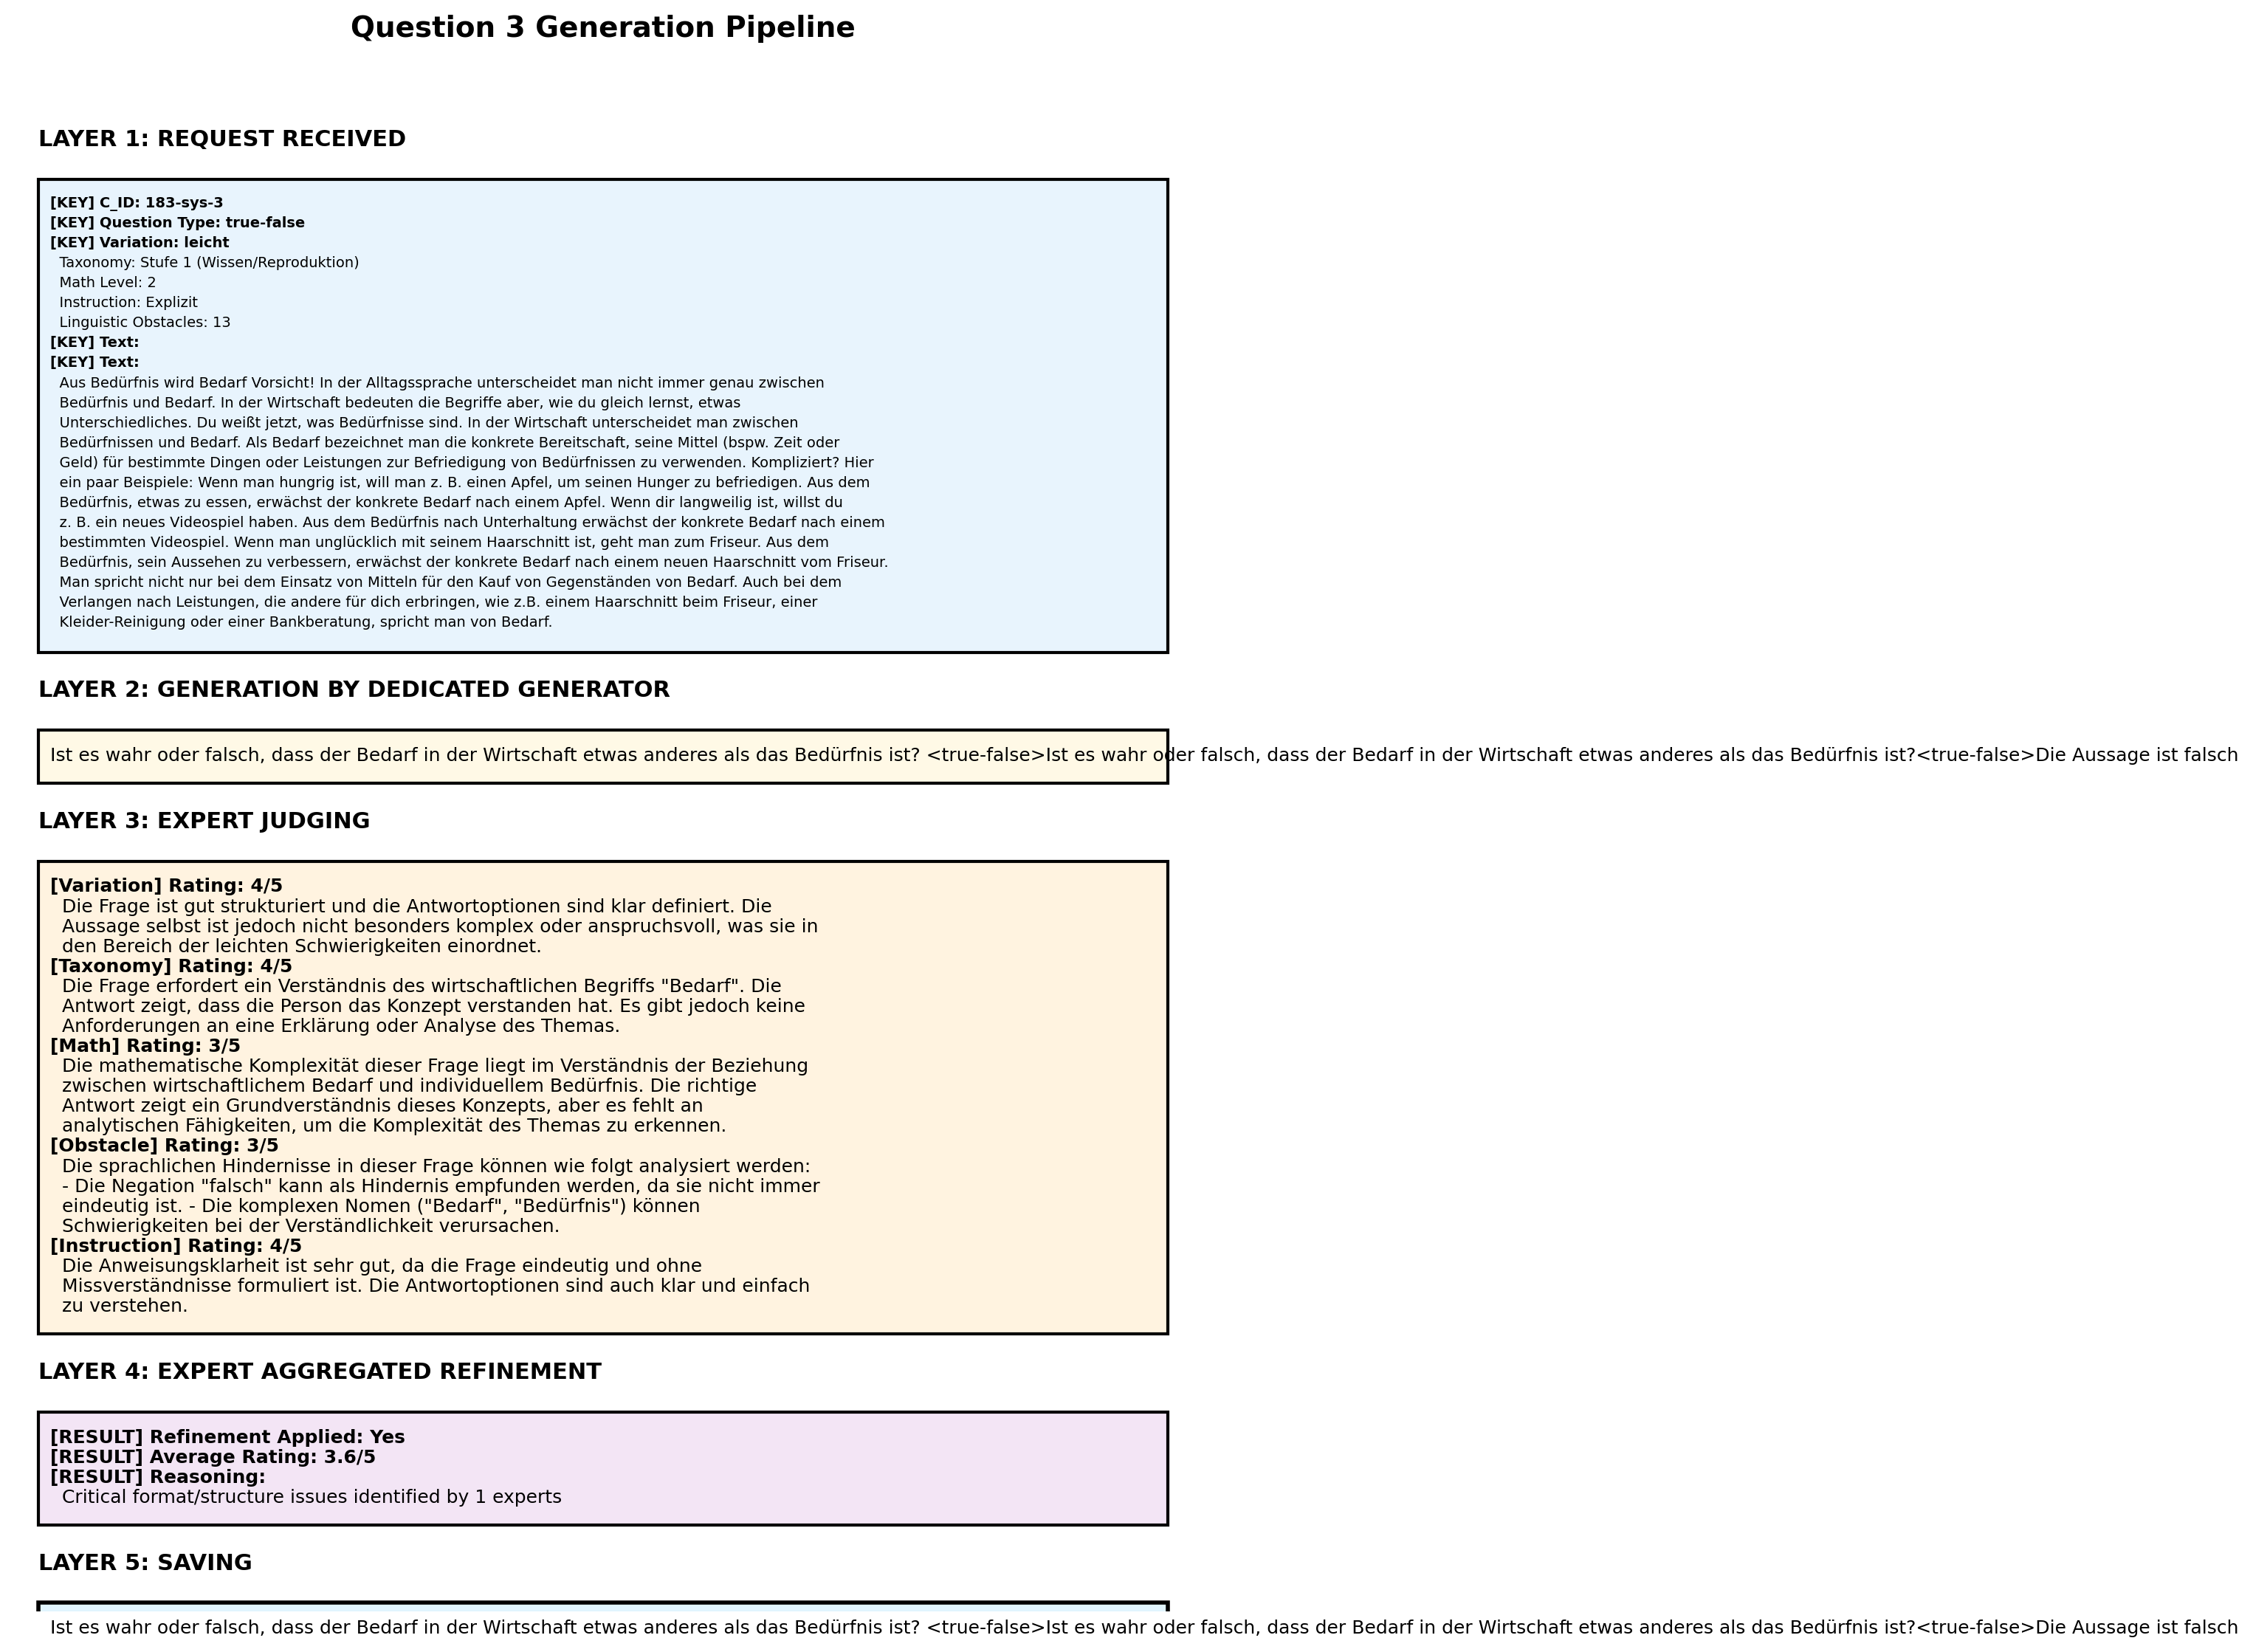 Question 3 Generation Pipeline
LAYER 1: REQUEST RECEIVED
[KEY] C_ID: 183-sys-3
[KEY] Question Type: true-false
[KEY] Variation: leicht
Taxonomy: Stufe 1 (Wissen/Reproduktion)
Math Level: 2
Instruction: Explizit
Linguistic Obstacles: 13
[KEY] Text:
[KEY] Text:
Aus Bedürfnis wird Bedarf Vorsicht! In der Alltagssprache unterscheidet man nicht immer genau zwischen
Bedürfnis und Bedarf. In der Wirtschaft bedeuten die Begriffe aber, wie du gleich lernst, etwas
Unterschiedliches. Du weißt jetzt, was Bedürfnisse sind. In der Wirtschaft unterscheidet man zwischen
Bedürfnissen und Bedarf. Als Bedarf bezeichnet man die konkrete Bereitschaft, seine Mittel (bspw. Zeit oder
Geld) für bestimmte Dingen oder Leistungen zur Befriedigung von Bedürfnissen zu verwenden. Kompliziert? Hier
ein paar Beispiele: Wenn man hungrig ist, will man z. B. einen Apfel, um seinen Hunger zu befriedigen. Aus dem
Bedürfnis, etwas zu essen, erwächst der konkrete Bedarf nach einem Apfel. Wenn dir langweilig ist, willst du
z. B. ein neues Videospiel haben. Aus dem Bedürfnis nach Unterhaltung erwächst der konkrete Bedarf nach einem
bestimmten Videospiel. Wenn man unglücklich mit seinem Haarschnitt ist, geht man zum Friseur. Aus dem
Bedürfnis, sein Aussehen zu verbessern, erwächst der konkrete Bedarf nach einem neuen Haarschnitt vom Friseur.
Man spricht nicht nur bei dem Einsatz von Mitteln für den Kauf von Gegenständen von Bedarf. Auch bei dem
Verlangen nach Leistungen, die andere für dich erbringen, wie z.B. einem Haarschnitt beim Friseur, einer
Kleider-Reinigung oder einer Bankberatung, spricht man von Bedarf.
LAYER 2: GENERATION BY DEDICATED GENERATOR
Ist es wahr oder falsch, dass der Bedarf in der Wirtschaft etwas anderes als das Bedürfnis ist? <true-false>Ist es wahr oder falsch, dass der Bedarf in der Wirtschaft etwas anderes als das Bedürfnis ist?<true-false>Die Aussage ist falsch
LAYER 3: EXPERT JUDGING
[Variation] Rating: 4/5
Die Frage ist gut strukturiert und die Antwortoptionen sind klar definiert. Die
Aussage selbst ist jedoch nicht besonders komplex oder anspruchsvoll, was sie in
den Bereich der leichten Schwierigkeiten einordnet.
[Taxonomy] Rating: 4/5
Die Frage erfordert ein Verständnis des wirtschaftlichen Begriffs "Bedarf". Die
Antwort zeigt, dass die Person das Konzept verstanden hat. Es gibt jedoch keine
Anforderungen an eine Erklärung oder Analyse des Themas.
[Math] Rating: 3/5
Die mathematische Komplexität dieser Frage liegt im Verständnis der Beziehung
zwischen wirtschaftlichem Bedarf und individuellem Bedürfnis. Die richtige
Antwort zeigt ein Grundverständnis dieses Konzepts, aber es fehlt an
analytischen Fähigkeiten, um die Komplexität des Themas zu erkennen.
[Obstacle] Rating: 3/5
Die sprachlichen Hindernisse in dieser Frage können wie folgt analysiert werden:
- Die Negation "falsch" kann als Hindernis empfunden werden, da sie nicht immer
eindeutig ist. - Die komplexen Nomen ("Bedarf", "Bedürfnis") können
Schwierigkeiten bei der Verständlichkeit verursachen.
[Instruction] Rating: 4/5
Die Anweisungsklarheit ist sehr gut, da die Frage eindeutig und ohne
Missverständnisse formuliert ist. Die Antwortoptionen sind auch klar und einfach
zu verstehen.
LAYER 4: EXPERT AGGREGATED REFINEMENT
[RESULT] Refinement Applied: Yes
[RESULT] Average Rating: 3.6/5
[RESULT] Reasoning:
Critical format/structure issues identified by 1 experts
LAYER 5: SAVING
Ist es wahr oder falsch, dass der Bedarf in der Wirtschaft etwas anderes als das Bedürfnis ist? <true-false>Ist es wahr oder falsch, dass der Bedarf in der Wirtschaft etwas anderes als das Bedürfnis ist?<true-false>Die Aussage ist falsch